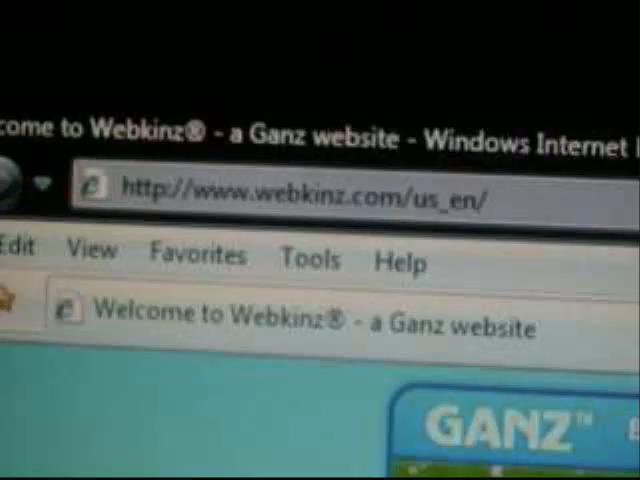 come to Webkinz® - a Ganz website - Windows Internet
http://www.webkinz.com/us_en/
Edit View Favorites Tools Help
Welcome to Webkinz® - a Ganz website
GANZ™